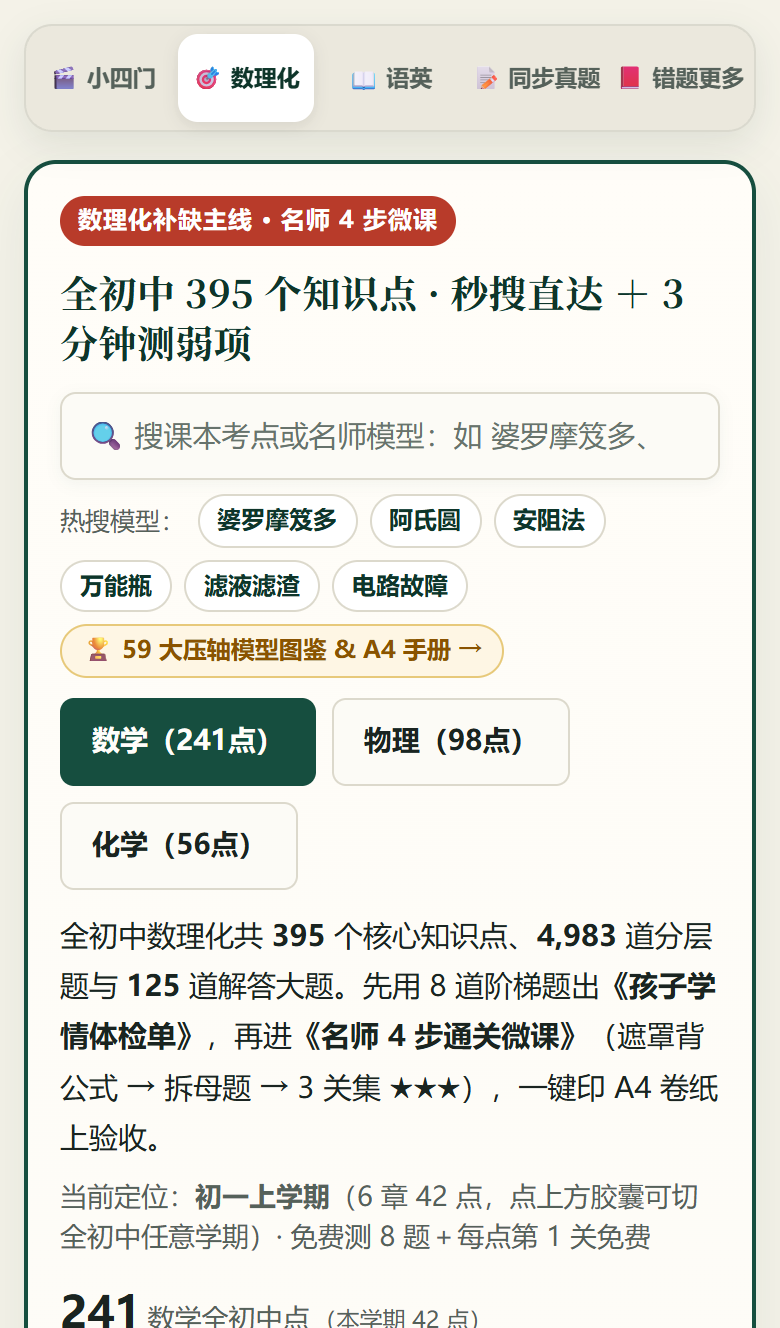 小四门 数理化 语英 同步真题 错题更多
数理化补缺主线 • 名师 4 步微课
全初中 395 个知识点 · 秒搜直达 ＋ 3
分钟测弱项
搜课本考点或名师模型：如 婆罗摩笈多、
热搜模型： 婆罗摩笈多 阿氏圆 安阻法
万能瓶 滤液滤渣 电路故障
59 大压轴模型图鉴 & A4 手册 →
数学（241点） 物理（98点）
化学（56点）
全初中数理化共 395 个核心知识点、4,983 道分层
题与 125 道解答大题。先用 8 道阶梯题出《孩子学
情体检单》，再进《名师 4 步通关微课》（遮罩背
公式 → 拆母题 → 3 关集 ★★★），一键印 A4 卷纸
上验收。
当前定位：初一上学期（6 章 42 点，点上方胶囊可切
全初中任意学期）· 免费测 8 题 + 每点第 1 关免费
241 数学全初中点（本学期 42 点）